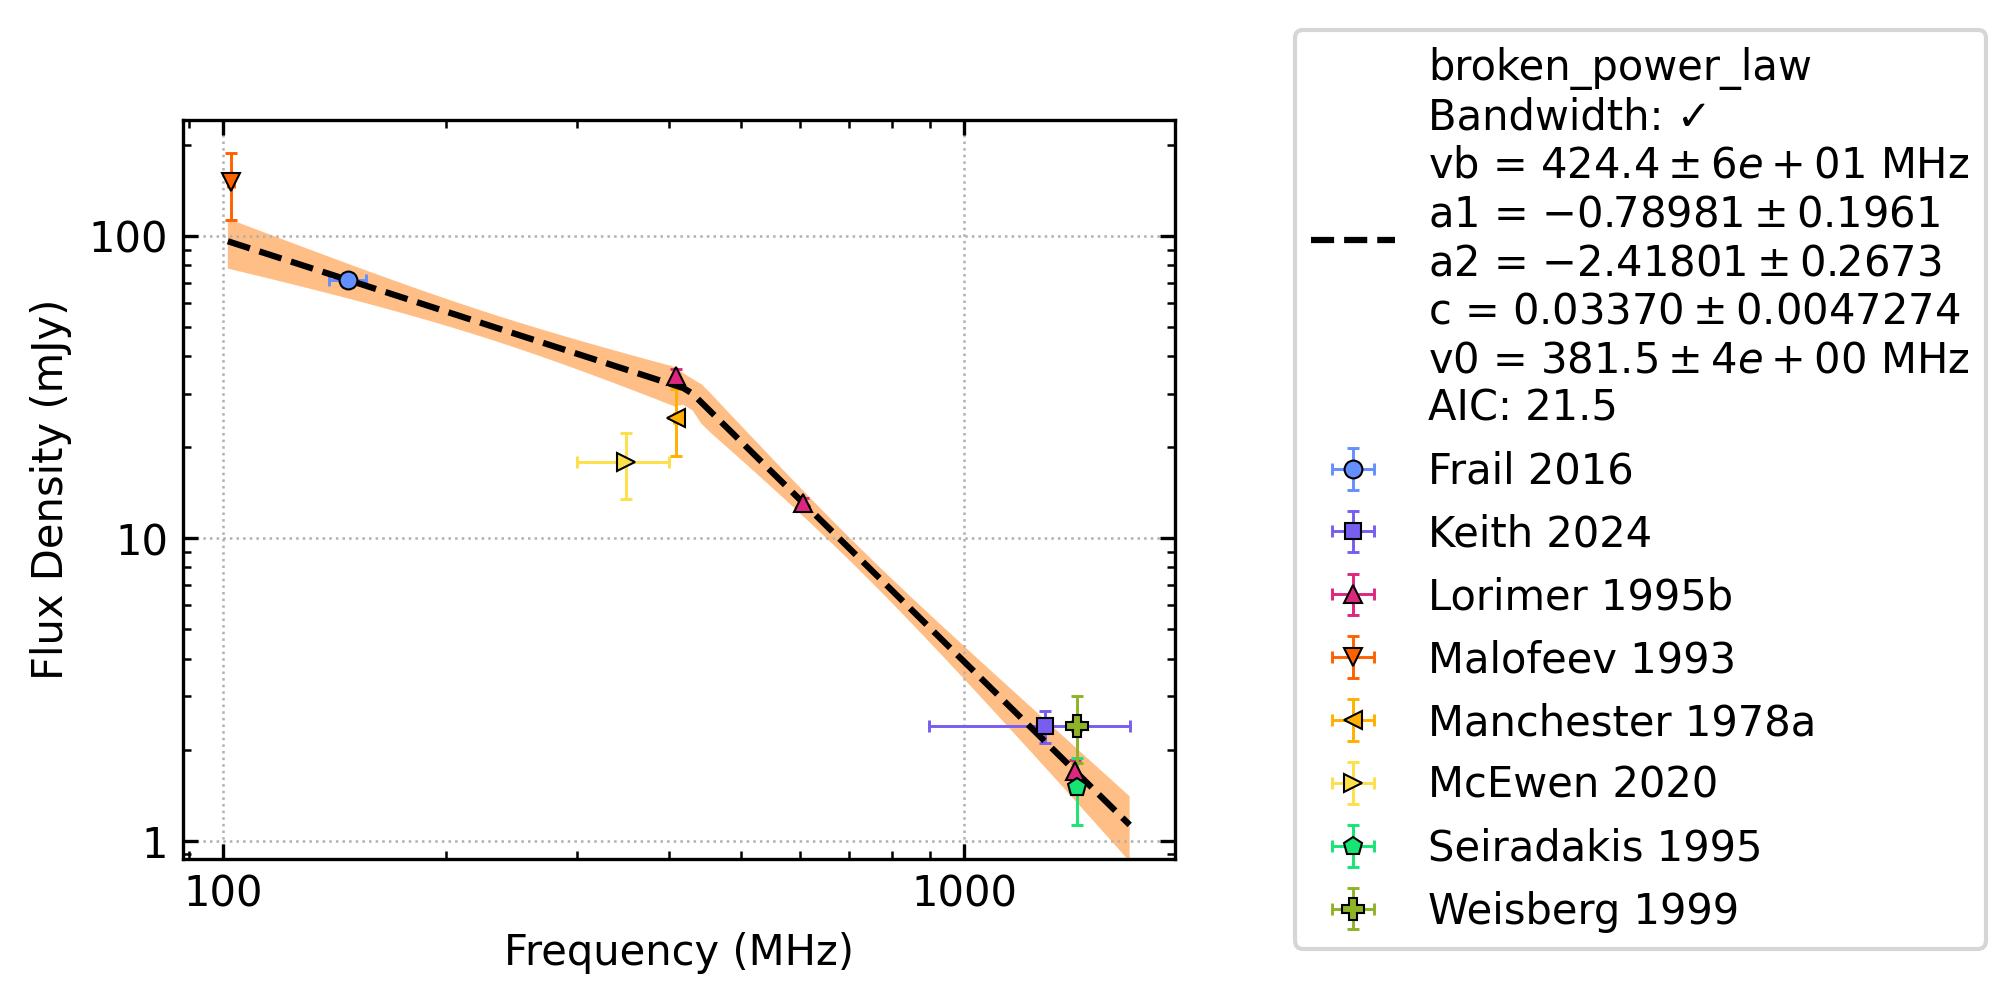 broken_power_law
Bandwidth: ✓
vb = 424.4 ± 6e + 01 MHz
a1 = −0.78981 ± 0.1961
a2 = −2.41801 ± 0.2673
c = 0.03370 ± 0.0047274
v0 = 381.5 ± 4e + 00 MHz
AIC: 21.5
Frail 2016
Keith 2024
Lorimer 1995b
Malofeev 1993
Manchester 1978a
McEwen 2020
Seiradakis 1995
Weisberg 1999
Flux Density (mJy)
100
10
1
100
1000
Frequency (MHz)